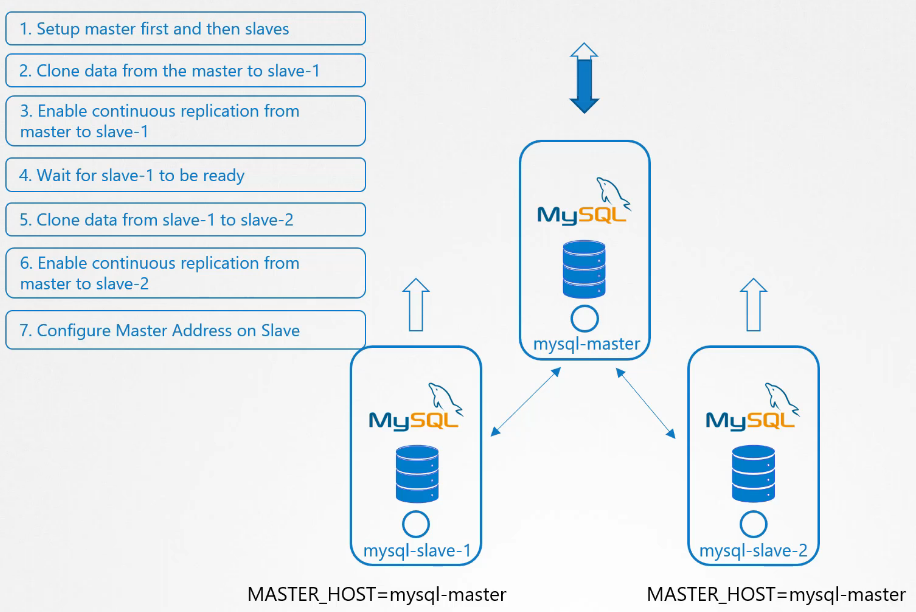 1. Setup master first and then slaves
2. Clone data from the master to slave-1
3. Enable continuous replication from
master to slave-1
4. Wait for slave-1 to be ready
5. Clone data from slave-1 to slave-2
6. Enable continuous replication from
master to slave-2
7. Configure Master Address on Slave
MySQL
mysql-master
MySQL
mysql-slave-1
MASTER_HOST=mysql-master
MySQL
mysql-slave-2
MASTER_HOST=mysql-master